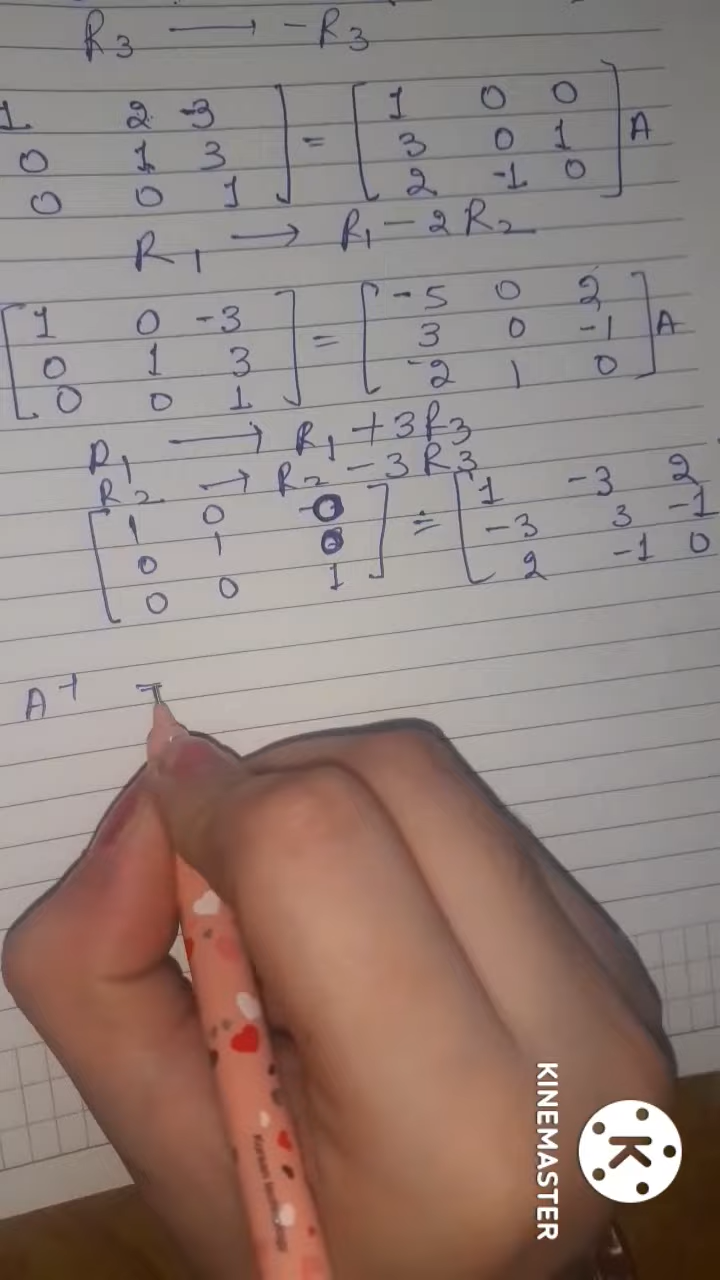 R3 → -R3
1 2 -3
0 1 3
0 0 1
=
1 0 0
3 0 1
2 -1 0
A
R1 → R1 - 2R2
1 0 -3
0 1 3
0 0 1
=
-5 0 2
3 0 -1
-2 1 0
A
R1 → R1 + 3R3
R2 → R2 - 3R3
1 0 0
0 1 0
0 0 1
=
1 -3 2
-3 3 -1
2 -1 0
A =
KINEMASTER